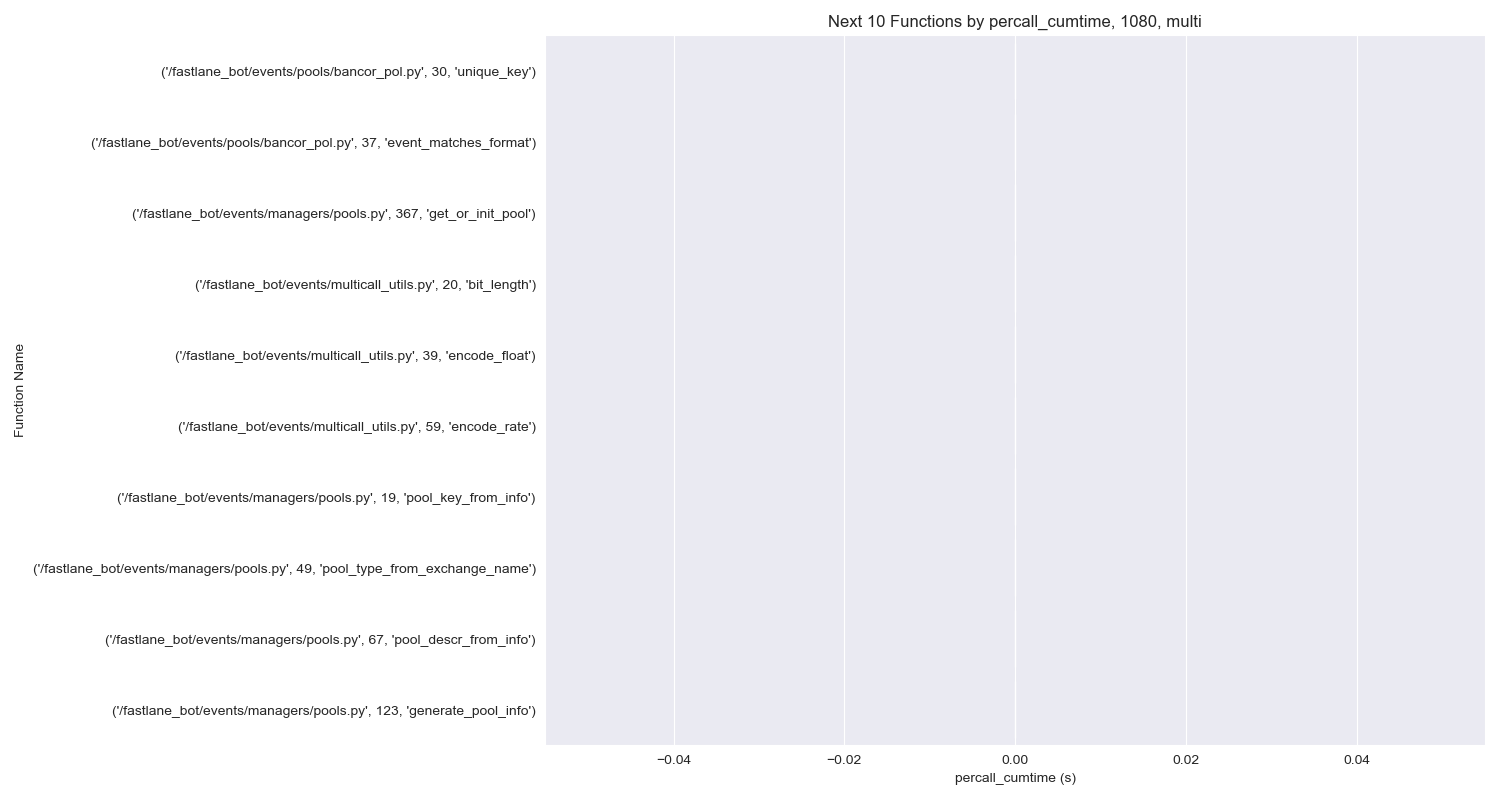 Next 10 Functions by percall_cumtime, 1080, multi
Function Name
('/fastlane_bot/events/pools/bancor_pol.py', 30, 'unique_key')
('/fastlane_bot/events/pools/bancor_pol.py', 37, 'event_matches_format')
('/fastlane_bot/events/managers/pools.py', 367, 'get_or_init_pool')
('/fastlane_bot/events/multicall_utils.py', 20, 'bit_length')
('/fastlane_bot/events/multicall_utils.py', 39, 'encode_float')
('/fastlane_bot/events/multicall_utils.py', 59, 'encode_rate')
('/fastlane_bot/events/managers/pools.py', 19, 'pool_key_from_info')
('/fastlane_bot/events/managers/pools.py', 49, 'pool_type_from_exchange_name')
('/fastlane_bot/events/managers/pools.py', 67, 'pool_descr_from_info')
('/fastlane_bot/events/managers/pools.py', 123, 'generate_pool_info')
−0.04 −0.02 0.00 0.02 0.04
percall_cumtime (s)